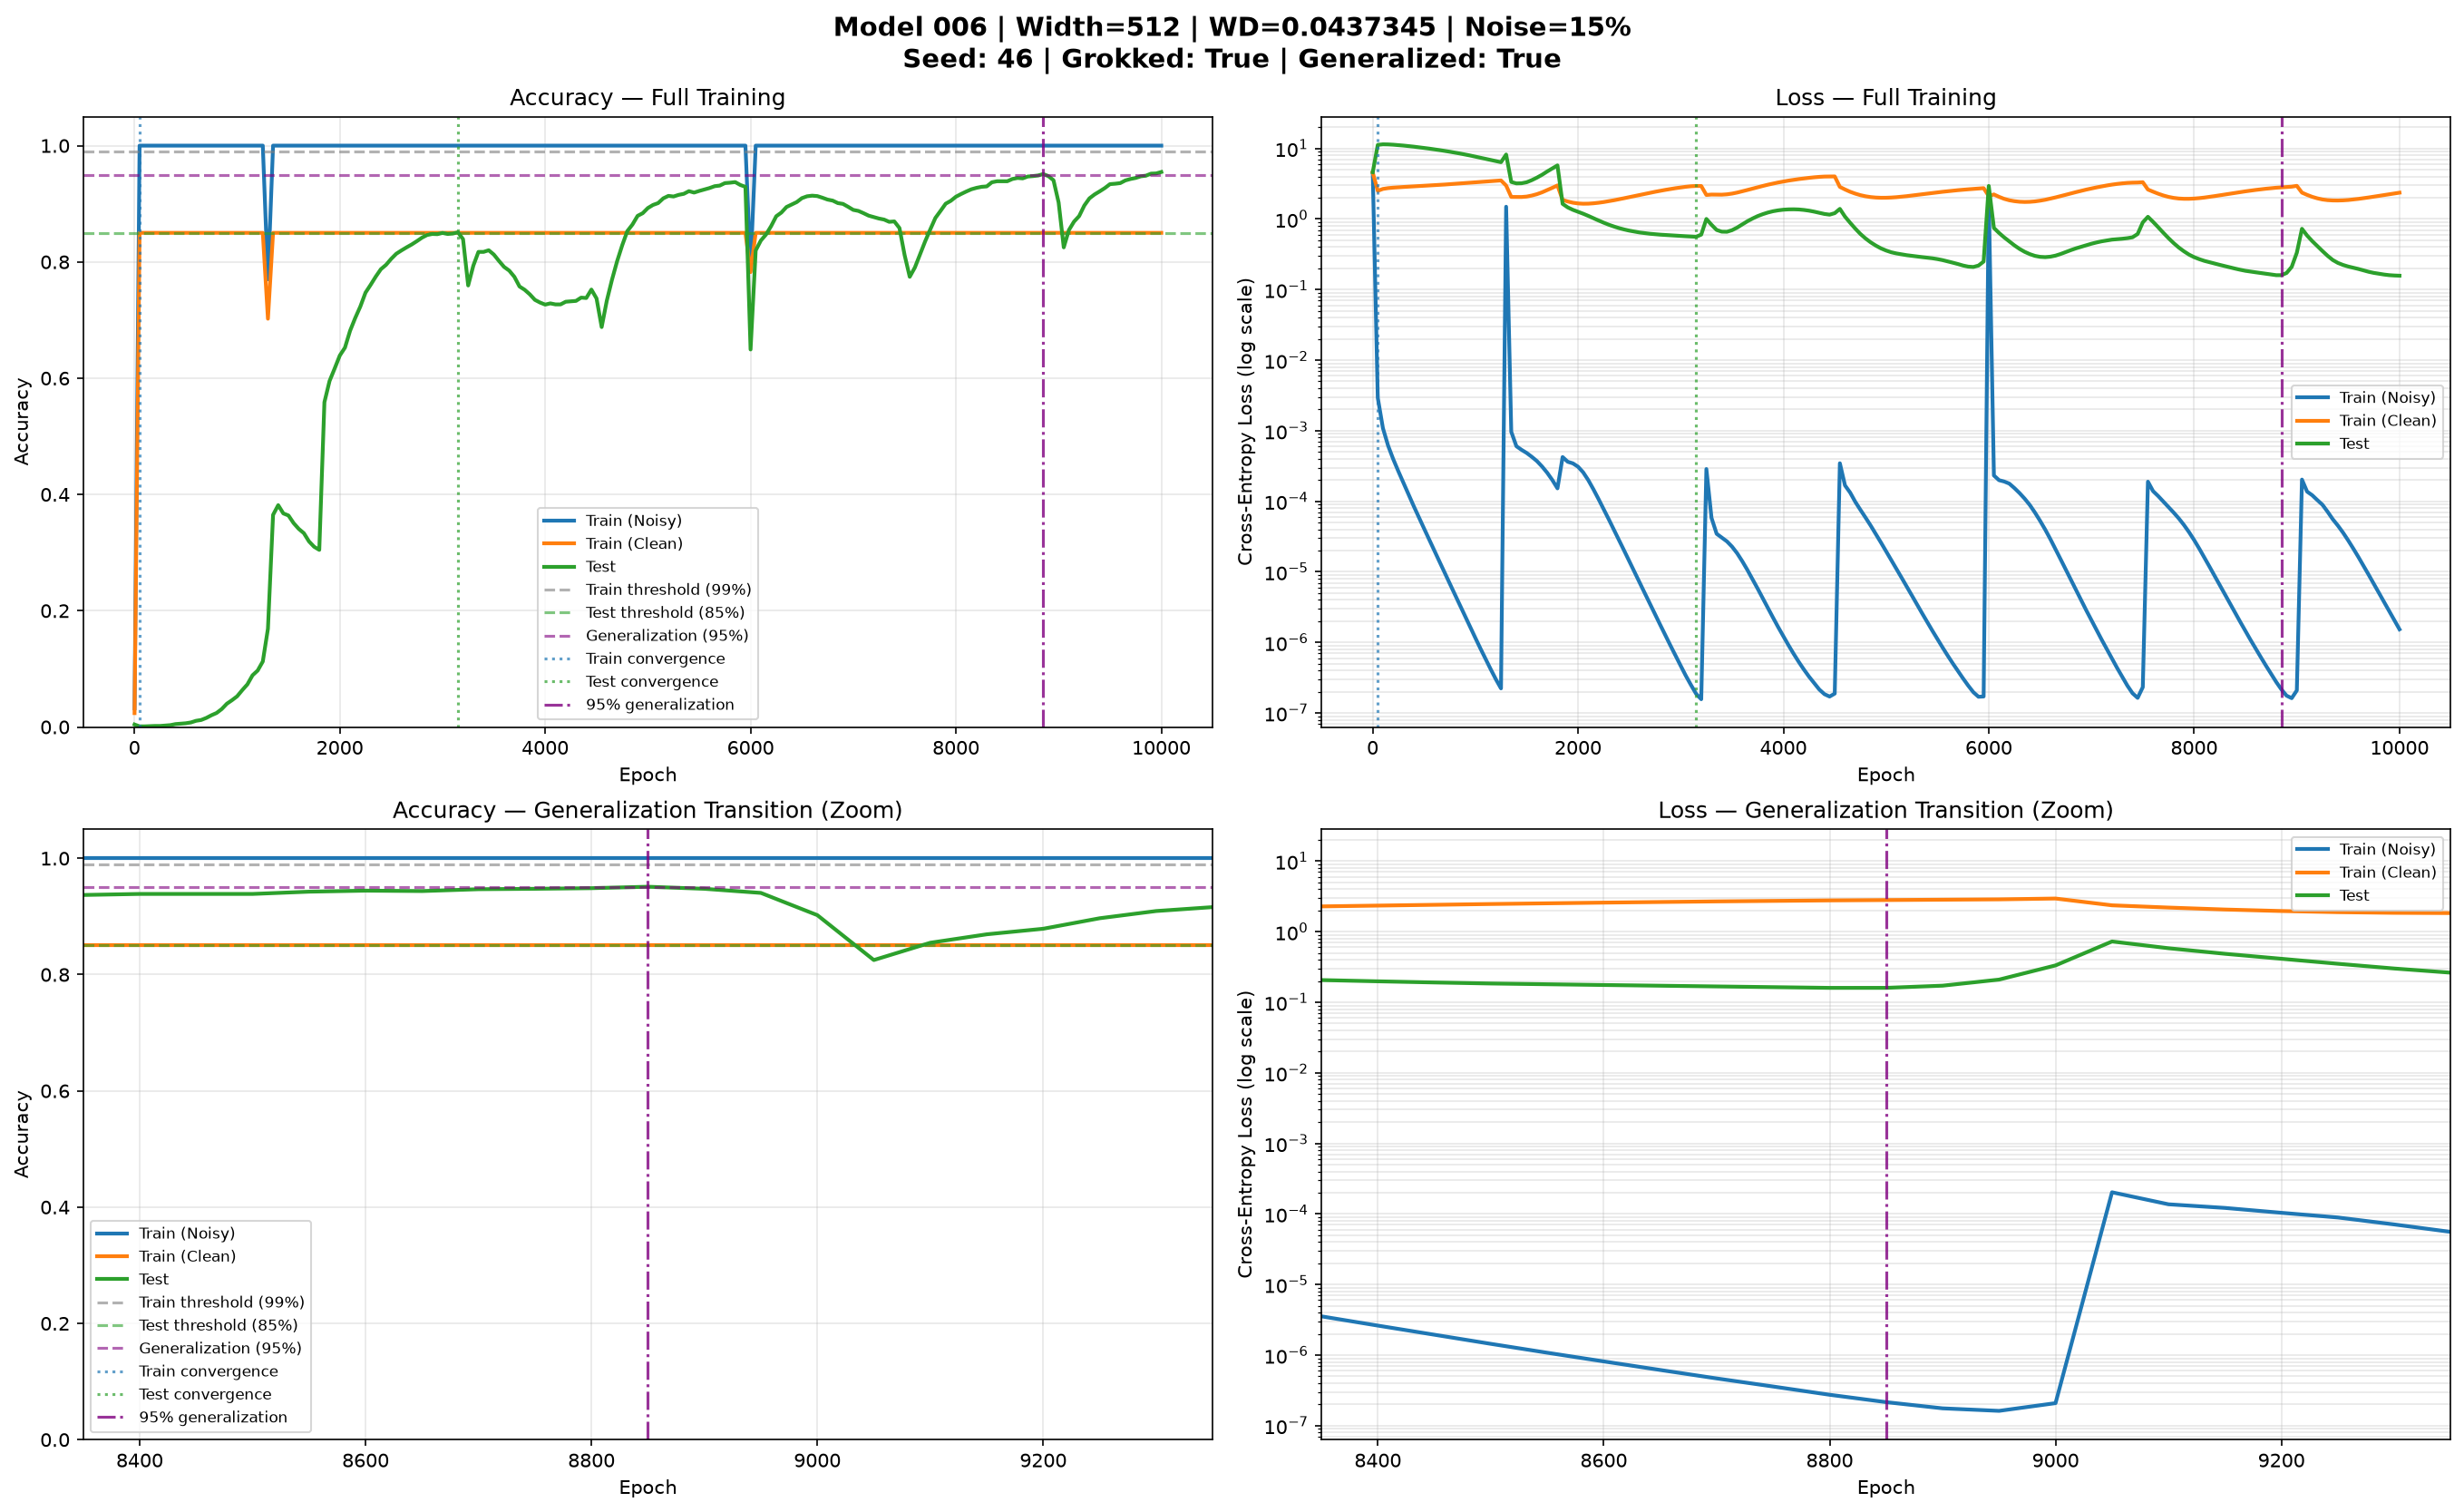 Model 006 | Width=512 | WD=0.0437345 | Noise=15%
Seed: 46 | Grokked: True | Generalized: True
Accuracy — Full Training
1.0
0.8
0.6
0.4
0.2
0.0
Accuracy
0 2000 4000 6000 8000 10000
Epoch
Train (Noisy)
Train (Clean)
Test
Train threshold (99%)
Test threshold (85%)
Generalization (95%)
Train convergence
Test convergence
95% generalization
Loss — Full Training
10¹
10⁰
10⁻¹
10⁻²
10⁻³
10⁻⁴
10⁻⁵
10⁻⁶
10⁻⁷
Cross-Entropy Loss (log scale)
0 2000 4000 6000 8000 10000
Epoch
Train (Noisy)
Train (Clean)
Test
Accuracy — Generalization Transition (Zoom)
1.0
0.8
0.6
0.4
0.2
0.0
Accuracy
8400 8600 8800 9000 9200
Epoch
Train (Noisy)
Train (Clean)
Test
Train threshold (99%)
Test threshold (85%)
Generalization (95%)
Train convergence
Test convergence
95% generalization
Loss — Generalization Transition (Zoom)
10¹
10⁰
10⁻¹
10⁻²
10⁻³
10⁻⁴
10⁻⁵
10⁻⁶
10⁻⁷
Cross-Entropy Loss (log scale)
8400 8600 8800 9000 9200
Epoch
Train (Noisy)
Train (Clean)
Test